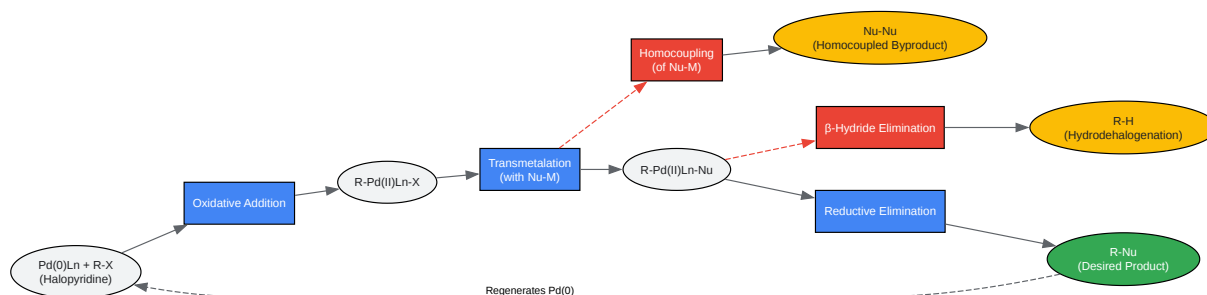 Nu-Nu
(Homocoupled Byproduct)
Homocoupling
(of Nu-M)
β-Hydride Elimination
R-H
(Hydrodehalogenation)
Transmetalation
(with Nu-M)
R-Pd(II)Ln-Nu
R-Pd(II)Ln-X
Oxidative Addition
Reductive Elimination
Pd(0)Ln + R-X
(Halopyridine)
R-Nu
(Desired Product)
Regenerates Pd(0)